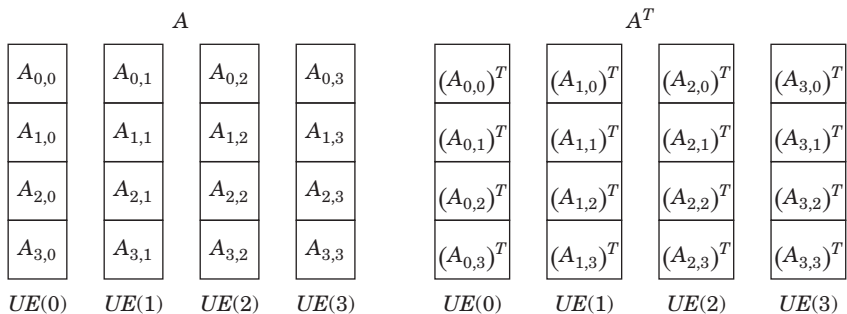 A A^T
A_{0,0} A_{0,1} A_{0,2} A_{0,3} (A_{0,0})^T (A_{1,0})^T (A_{2,0})^T (A_{3,0})^T
A_{1,0} A_{1,1} A_{1,2} A_{1,3} (A_{0,1})^T (A_{1,1})^T (A_{2,1})^T (A_{3,1})^T
A_{2,0} A_{2,1} A_{2,2} A_{2,3} (A_{0,2})^T (A_{1,2})^T (A_{2,2})^T (A_{3,2})^T
A_{3,0} A_{3,1} A_{3,2} A_{3,3} (A_{0,3})^T (A_{1,3})^T (A_{2,3})^T (A_{3,3})^T
UE(0) UE(1) UE(2) UE(3) UE(0) UE(1) UE(2) UE(3)